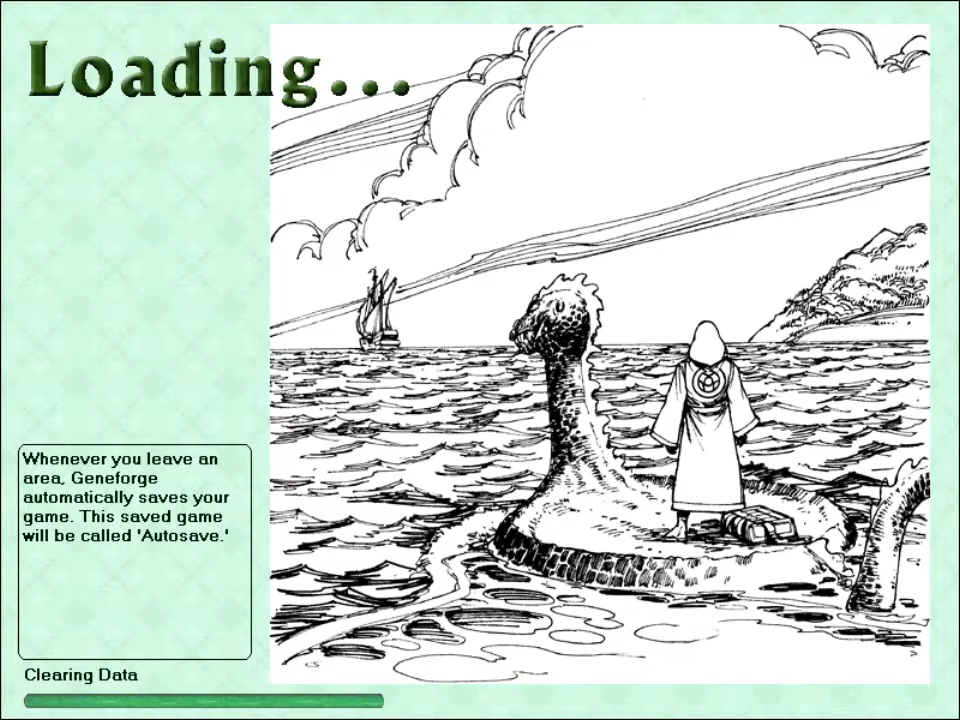 Loading...
Whenever you leave an
area, Geneforge
automatically saves your
game. This saved game
will be called 'Autosave.'
Clearing Data